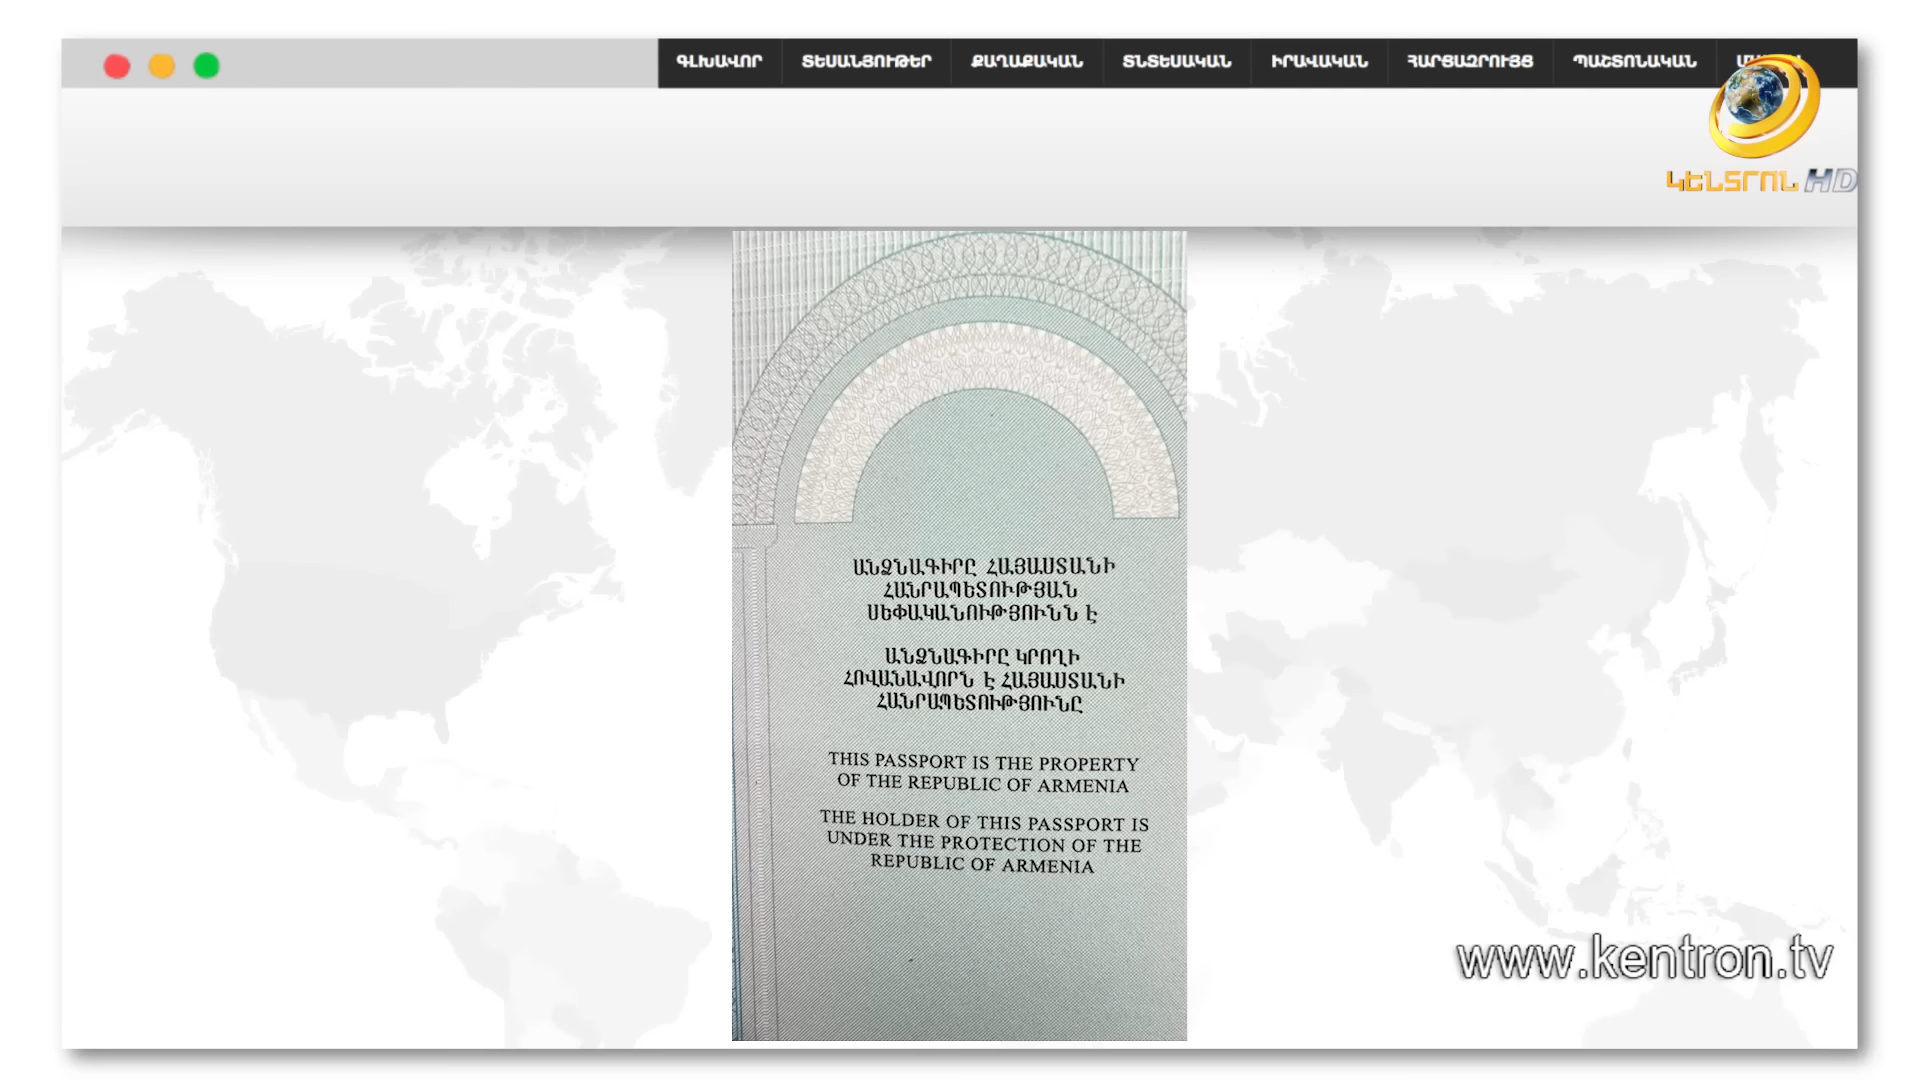 ԳԼԽԱՎՈՐ ՏԵՍԱՆՅՈՒԹԵՐ ՔԱՂԱՔԱԿԱՆ ՏՆՏԵՍԱԿԱՆ ԻՐԱՎԱԿԱՆ ՀԱՐՑԱԶՐՈՒՅՑ ՊԱՇՏՈՆԱԿԱՆ
ԿԵՆՏՐՈՆ HD
ԱՆՁՆԱԳԻՐԸ ՀԱՅԱՍՏԱՆԻ
ՀԱՆՐԱՊԵՏՈՒԹՅԱՆ
ՍԵՓԱԿԱՆՈՒԹՅՈՒՆՆ Է
ԱՆՁՆԱԳԻՐԸ ԿՐՈՂԻ
ՀՈՎԱՆԱՎՈՐՆ Է ՀԱՅԱՍՏԱՆԻ
ՀԱՆՐԱՊԵՏՈՒԹՅՈՒՆԸ
THIS PASSPORT IS THE PROPERTY
OF THE REPUBLIC OF ARMENIA
THE HOLDER OF THIS PASSPORT IS
UNDER THE PROTECTION OF THE
REPUBLIC OF ARMENIA
www.kentron.tv